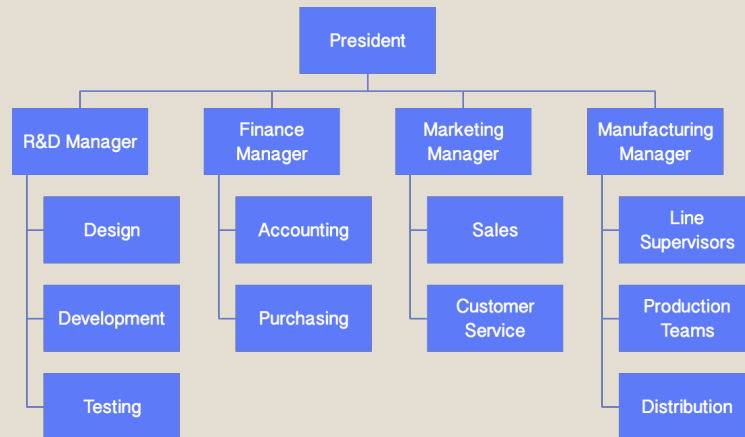 President
R&D Manager
Finance
Manager
Marketing
Manager
Manufacturing
Manager
Design
Accounting
Sales
Line
Supervisors
Development
Purchasing
Customer
Service
Production
Teams
Testing
Distribution